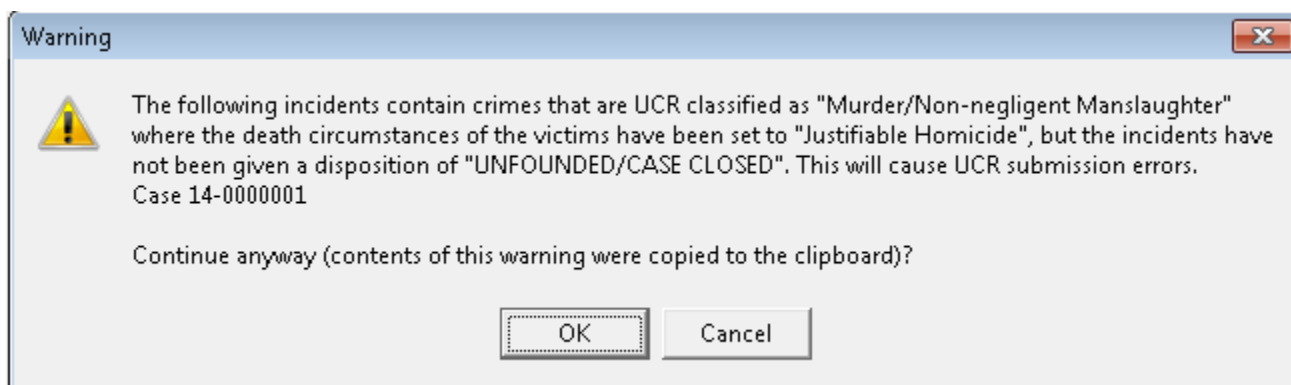 Warning
The following incidents contain crimes that are UCR classified as "Murder/Non-negligent Manslaughter"
where the death circumstances of the victims have been set to "Justifiable Homicide", but the incidents have
not been given a disposition of "UNFOUNDED/CASE CLOSED". This will cause UCR submission errors.
Case 14-0000001
Continue anyway (contents of this warning were copied to the clipboard)?
OK
Cancel